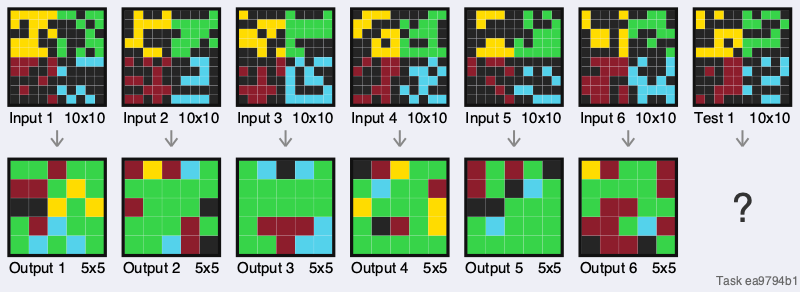 Input 1 10x10 Input 2 10x10 Input 3 10x10 Input 4 10x10 Input 5 10x10 Input 6 10x10 Test 1 10x10
?
Output 1 5x5 Output 2 5x5 Output 3 5x5 Output 4 5x5 Output 5 5x5 Output 6 5x5
Task ea9794b1